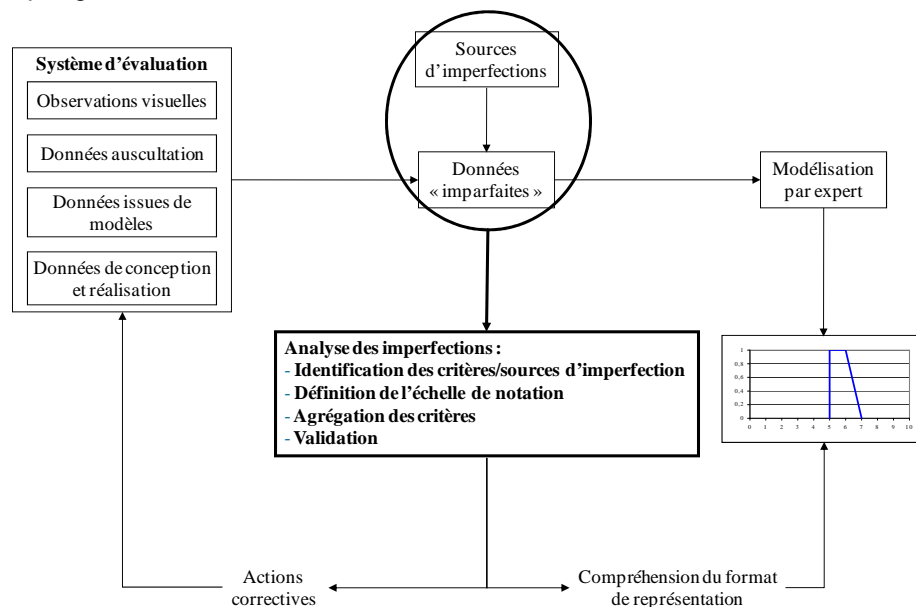 Système d'évaluation
Observations visuelles
Données auscultation
Données issues de
modèles
Données de conception
et réalisation
Sources
d'imperfections
Données
« imparfaites »
Modélisation
par expert
Analyse des imperfections :
- Identification des critères/sources d'imperfection
- Définition de l'échelle de notation
- Agrégation des critères
- Validation
1
0,8
0,6
0,4
0,2
0
0 1 2 3 4 5 6 7 8 9 10
Actions
correctives
Compréhension du format
de représentation